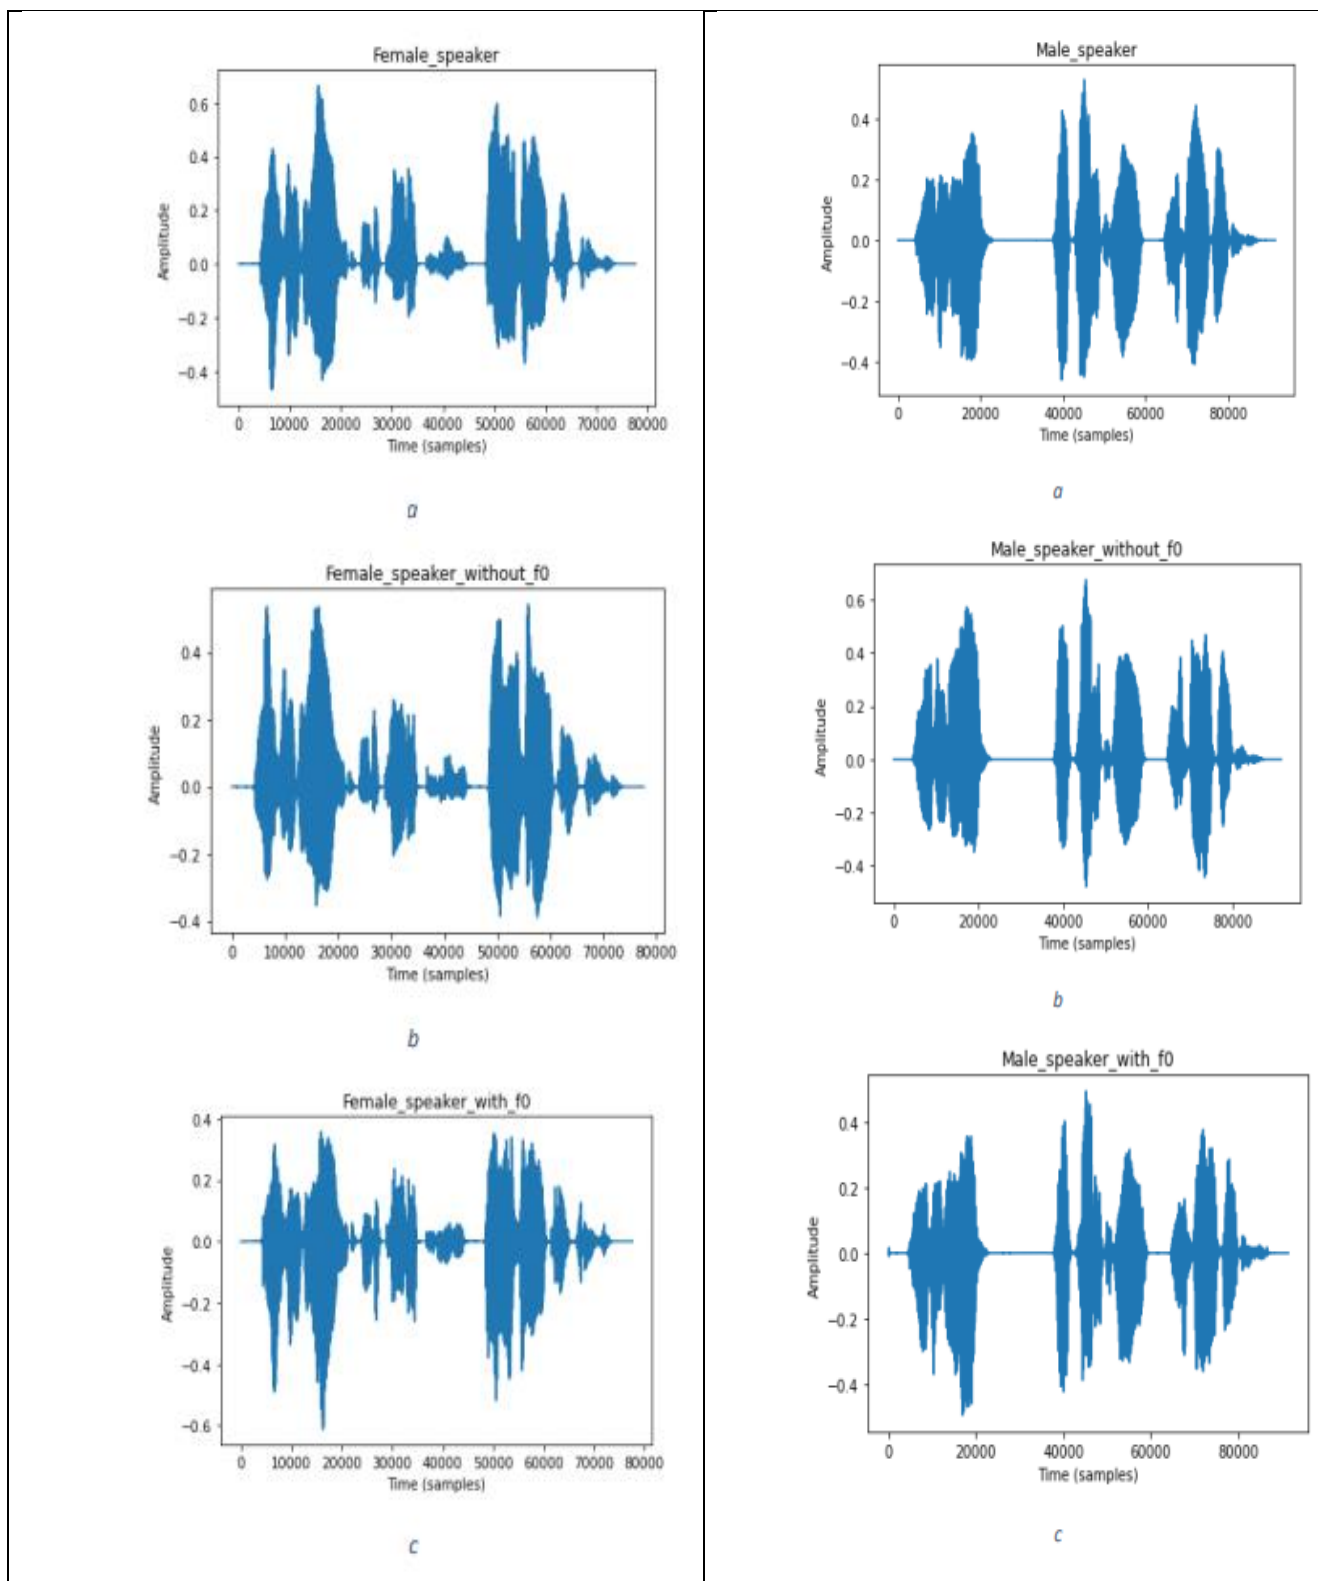 Female_speaker
0.6
0.4
0.2
0.0
−0.2
−0.4
Amplitude
0 10000 20000 30000 40000 50000 60000 70000 80000
Time (samples)
a
Female_speaker_without_f0
0.4
0.2
0.0
−0.2
−0.4
Amplitude
0 10000 20000 30000 40000 50000 60000 70000 80000
Time (samples)
b
Female_speaker_with_f0
0.4
0.2
0.0
−0.2
−0.4
−0.6
Amplitude
0 10000 20000 30000 40000 50000 60000 70000 80000
Time (samples)
c
Male_speaker
0.4
0.2
0.0
−0.2
−0.4
Amplitude
0 20000 40000 60000 80000
Time (samples)
a
Male_speaker_without_f0
0.6
0.4
0.2
0.0
−0.2
−0.4
Amplitude
0 20000 40000 60000 80000
Time (samples)
b
Male_speaker_with_f0
0.4
0.2
0.0
−0.2
−0.4
Amplitude
0 20000 40000 60000 80000
Time (samples)
c